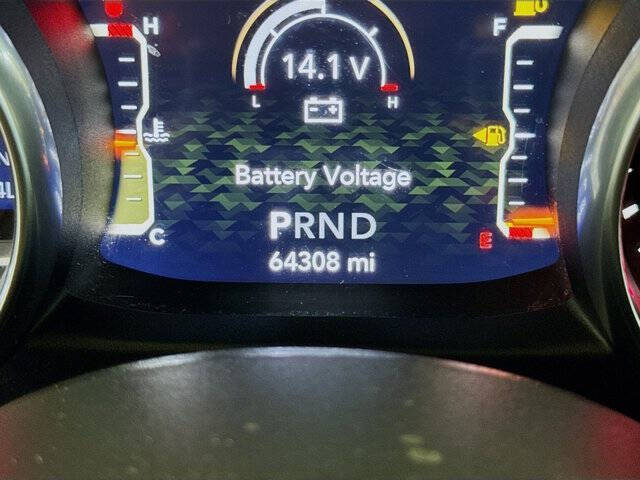 H
F
14.1 V
L
H
Battery Voltage
PRND
C
E
64308 mi